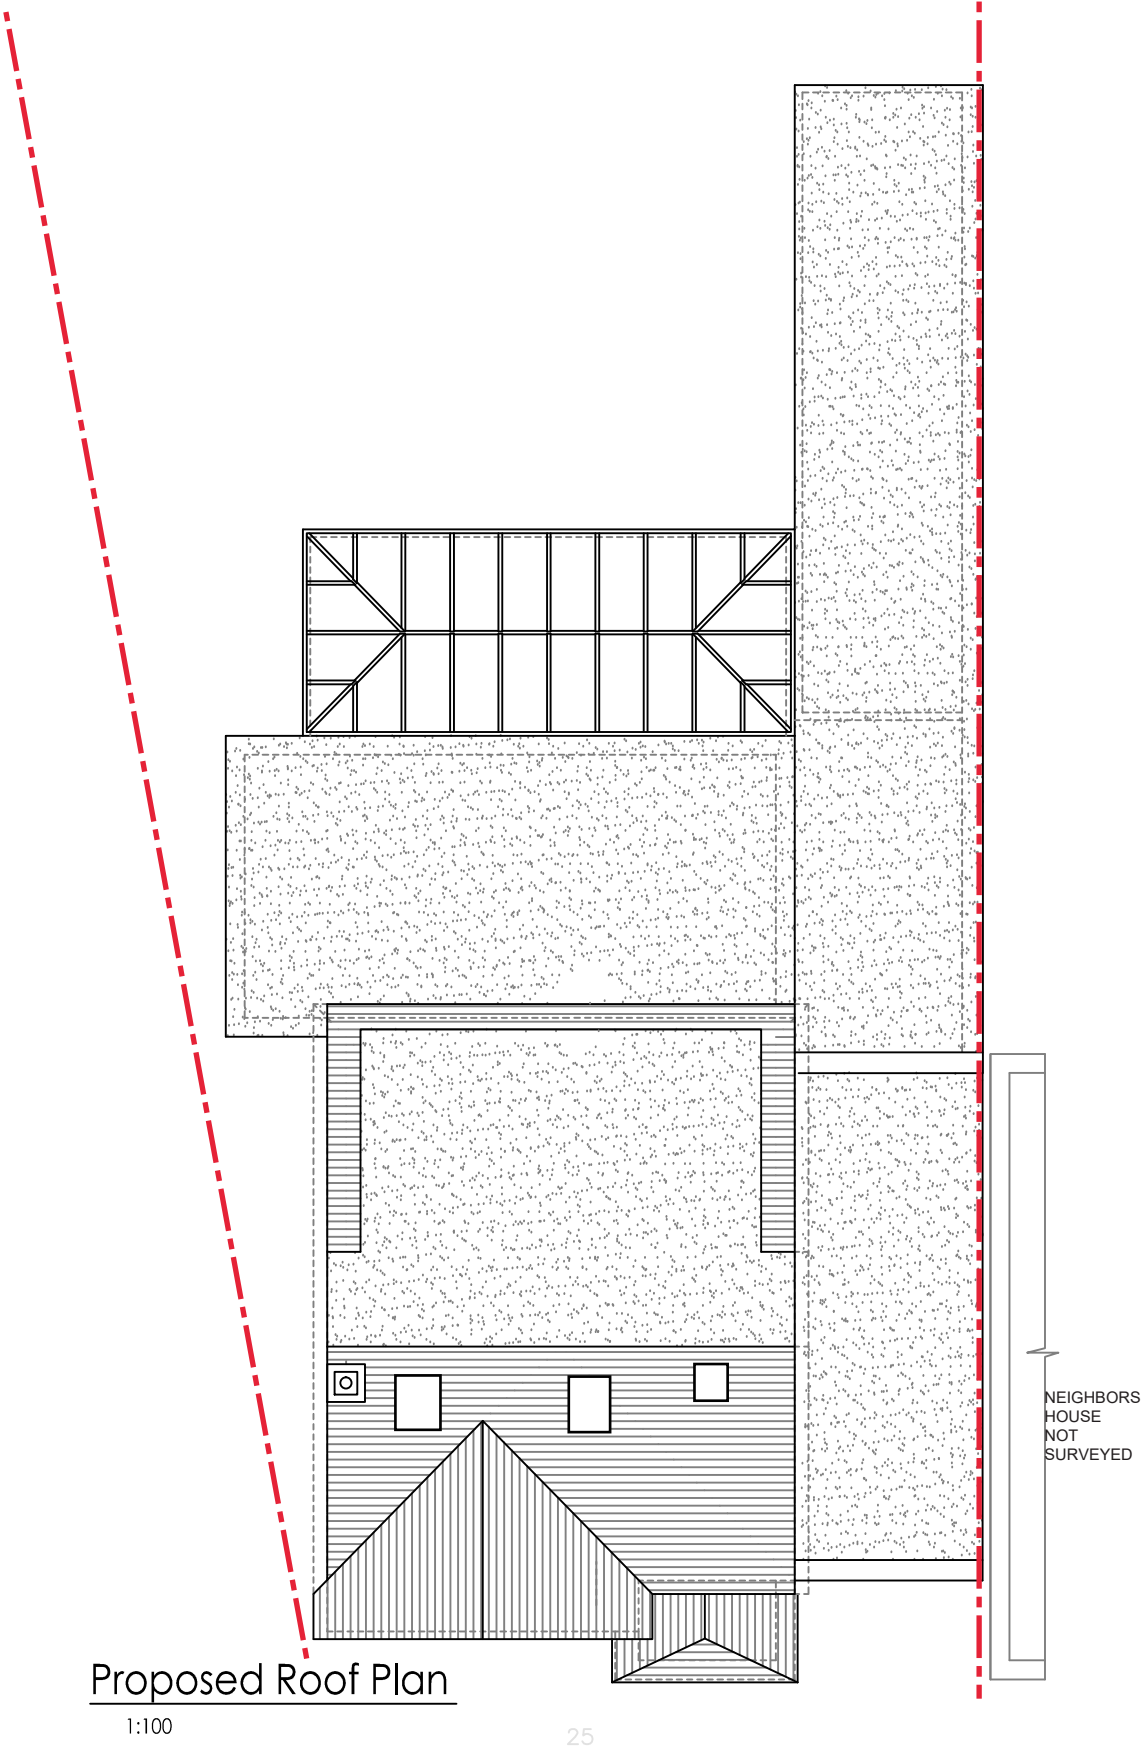 NEIGHBORS
HOUSE
NOT
SURVEYED
Proposed Roof Plan
1:100
25